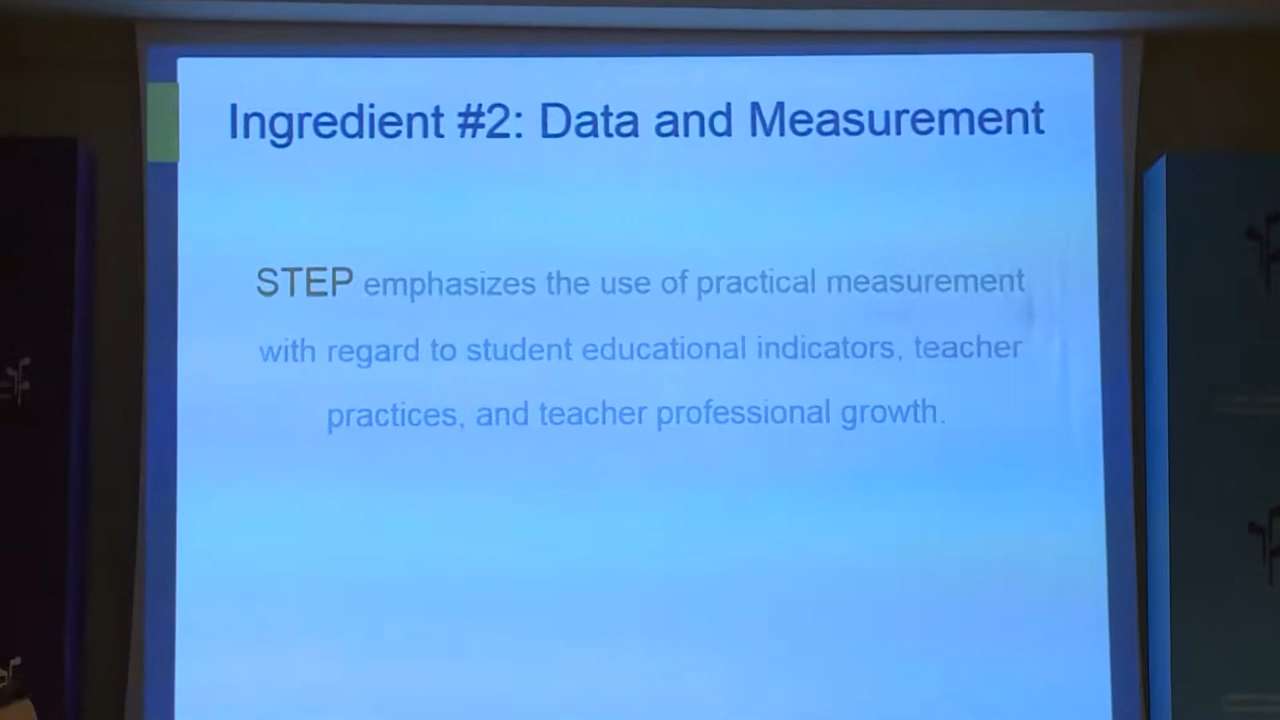 Ingredient #2: Data and Measurement
STEP emphasizes the use of practical measurement
with regard to student educational indicators, teacher
practices, and teacher professional growth.